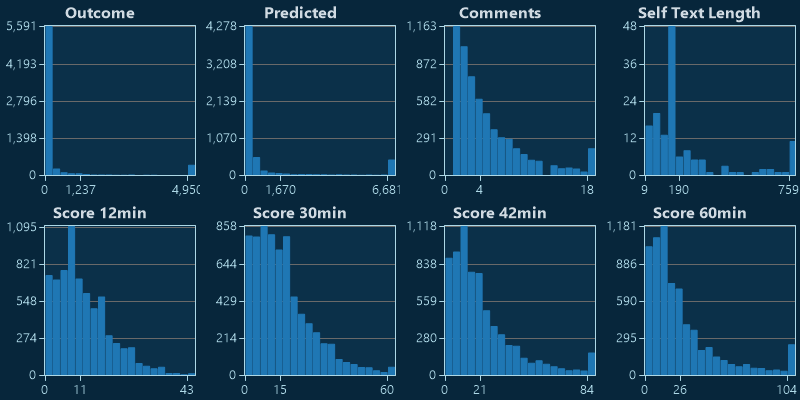 Outcome
5,591
4,193
2,796
1,398
0
0 1,237 4,950
Predicted
4,278
3,208
2,139
1,070
0
0 1,670 6,681
Comments
1,163
872
582
291
0
0 4 18
Self Text Length
48
36
24
12
0
9 190 759
Score 12min
1,095
821
548
274
0
0 11 43
Score 30min
858
644
429
214
0
0 15 60
Score 42min
1,118
838
559
280
0
0 21 84
Score 60min
1,181
886
590
295
0
0 26 104